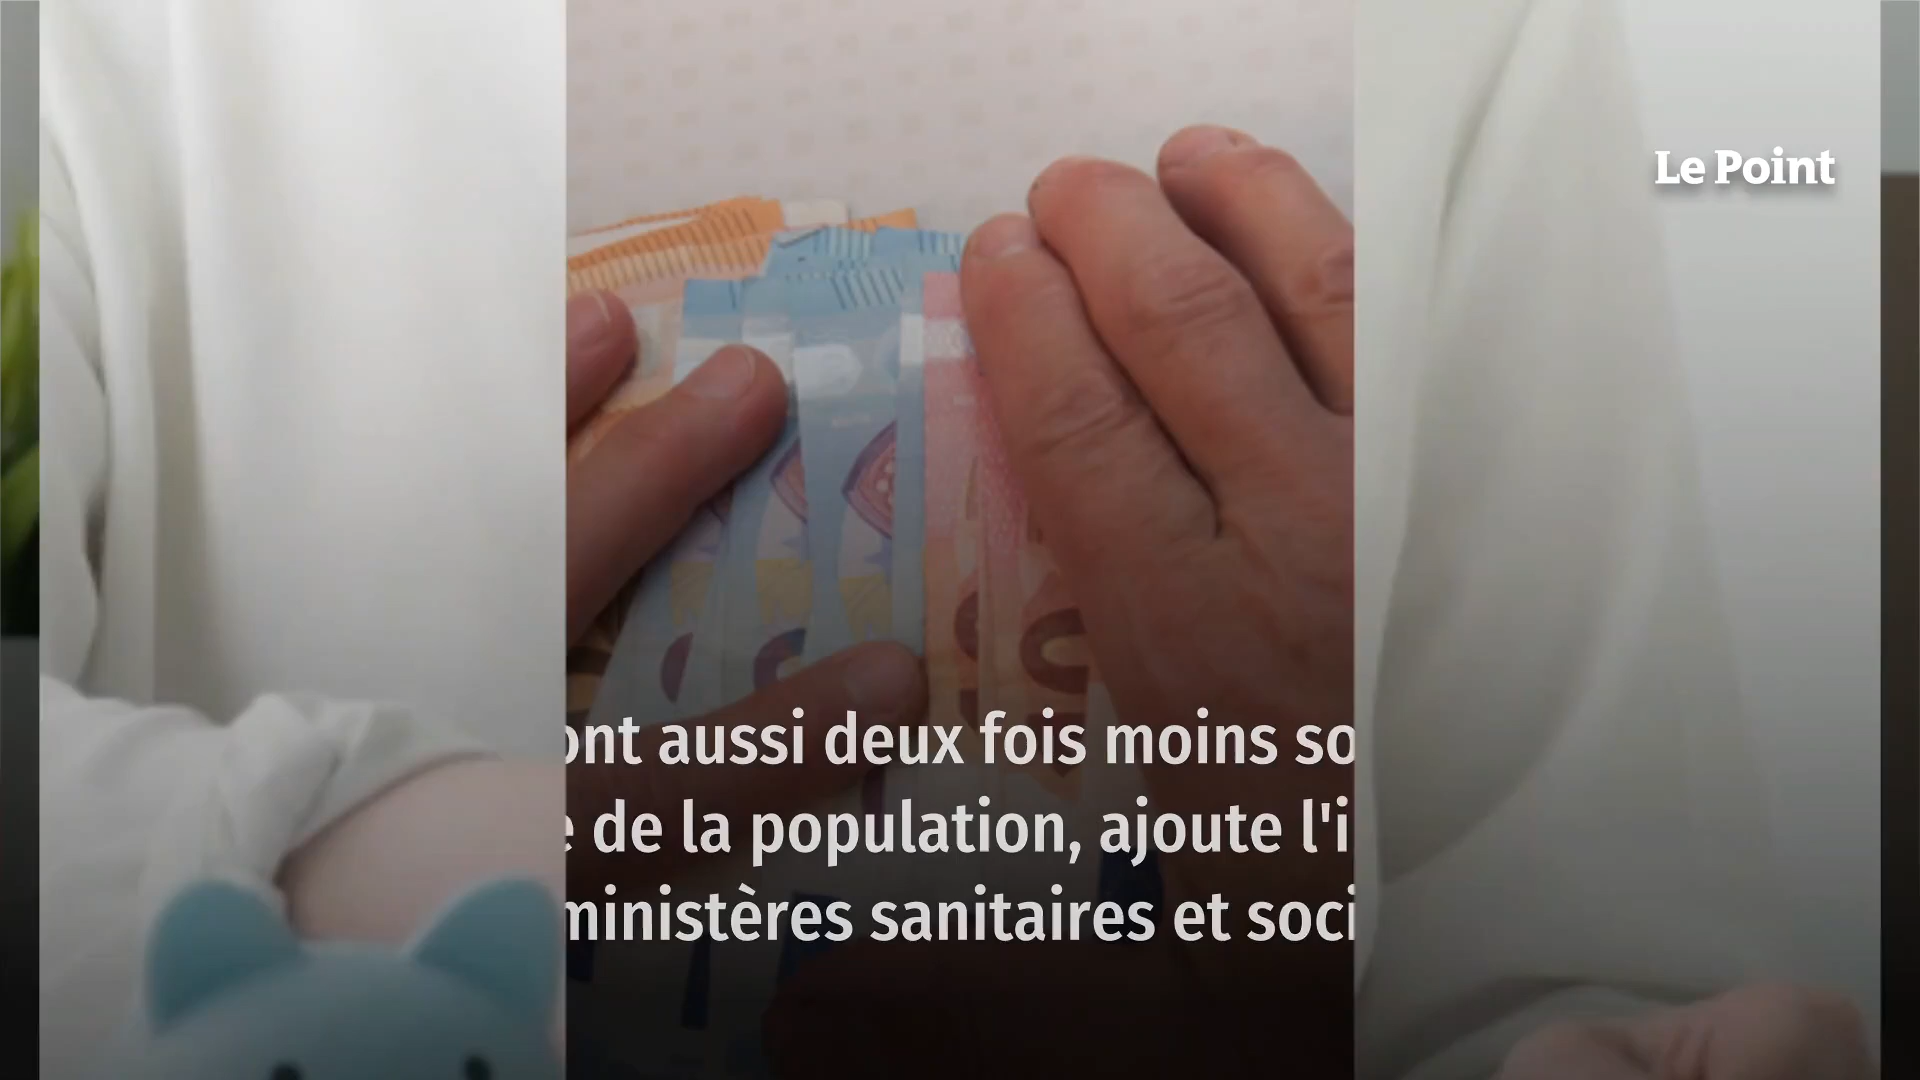 Le Point
ont aussi deux fois moins so
de la population, ajoute l'i
ministères sanitaires et soci